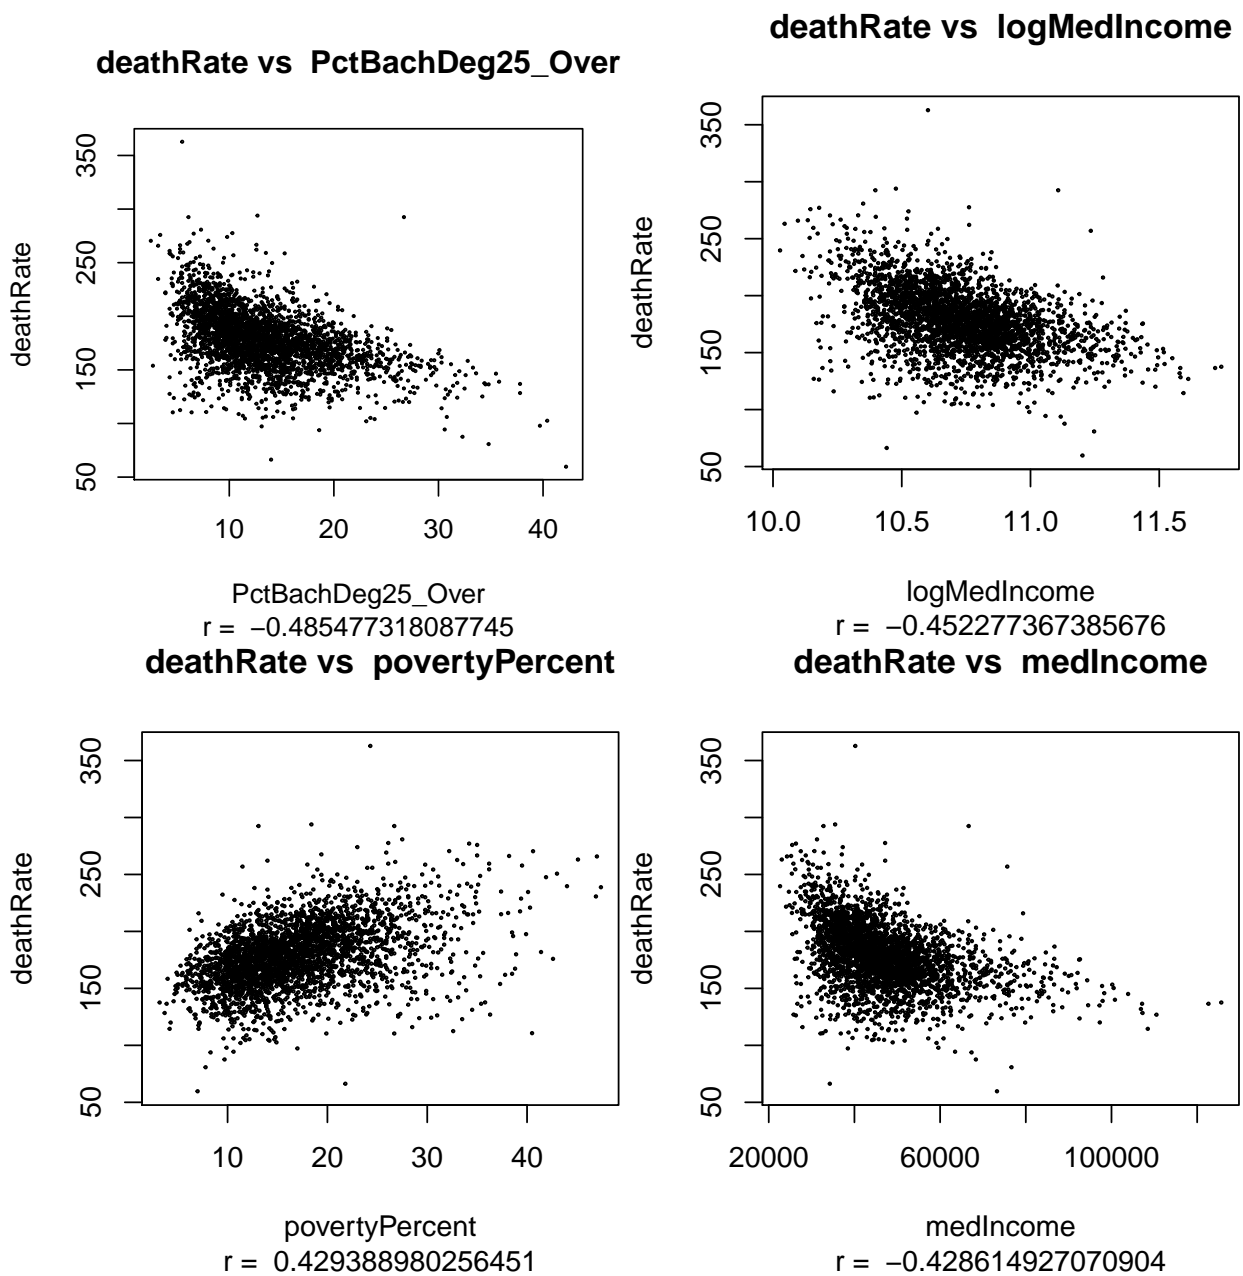 deathRate vs  PctBachDeg25_Over
deathRate
350
250
150
50
10 20 30 40
PctBachDeg25_Over
r =  −0.485477318087745
deathRate vs  logMedIncome
deathRate
350
250
150
50
10.0 10.5 11.0 11.5
logMedIncome
r =  −0.452277367385676
deathRate vs  povertyPercent
deathRate
350
250
150
50
10 20 30 40
povertyPercent
r =  0.429388980256451
deathRate vs  medIncome
deathRate
350
250
150
50
20000 60000 100000
medIncome
r =  −0.428614927070904